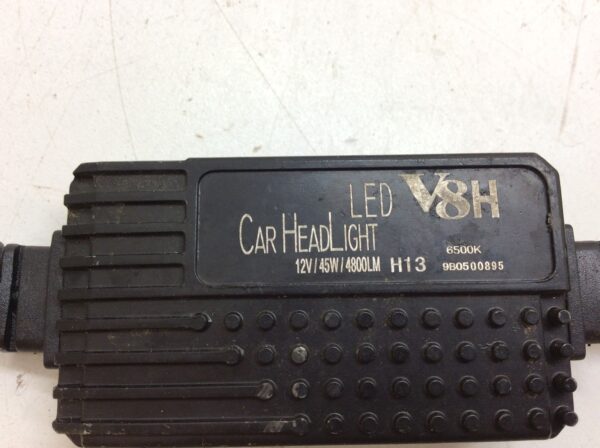 LED V8H
CAR HEADLIGHT 6500K
12V/45W/4800LM H13 9B0500895